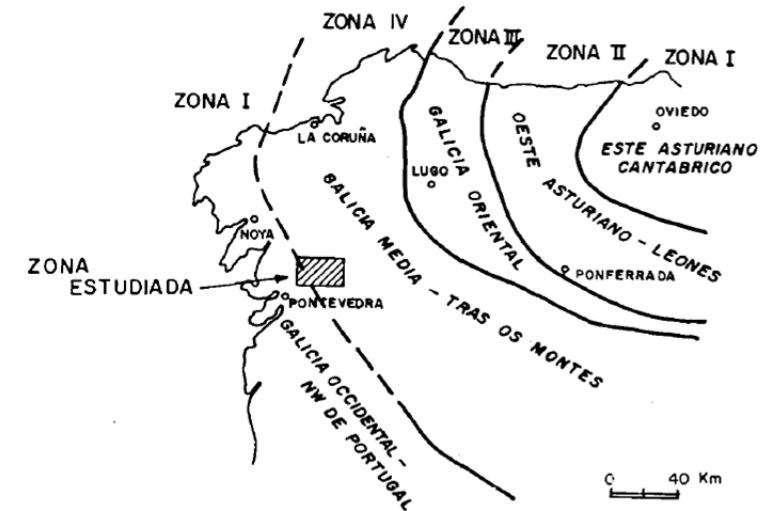 ZONA IV
ZONA III
ZONA II
ZONA I
ZONA I
OVIEDO
LA CORUÑA
ESTE ASTURIANO
CANTABRICO
LUGO
GALICIA ORIENTAL
OESTE ASTURIANO - LEONES
NOYA
GALICIA MEDIA - TRAS OS MONTES
ZONA
ESTUDIADA
PONFERRADA
PONTEVEDRA
GALICIA OCCIDENTAL -
NW DE PORTUGAL
0 40 Km